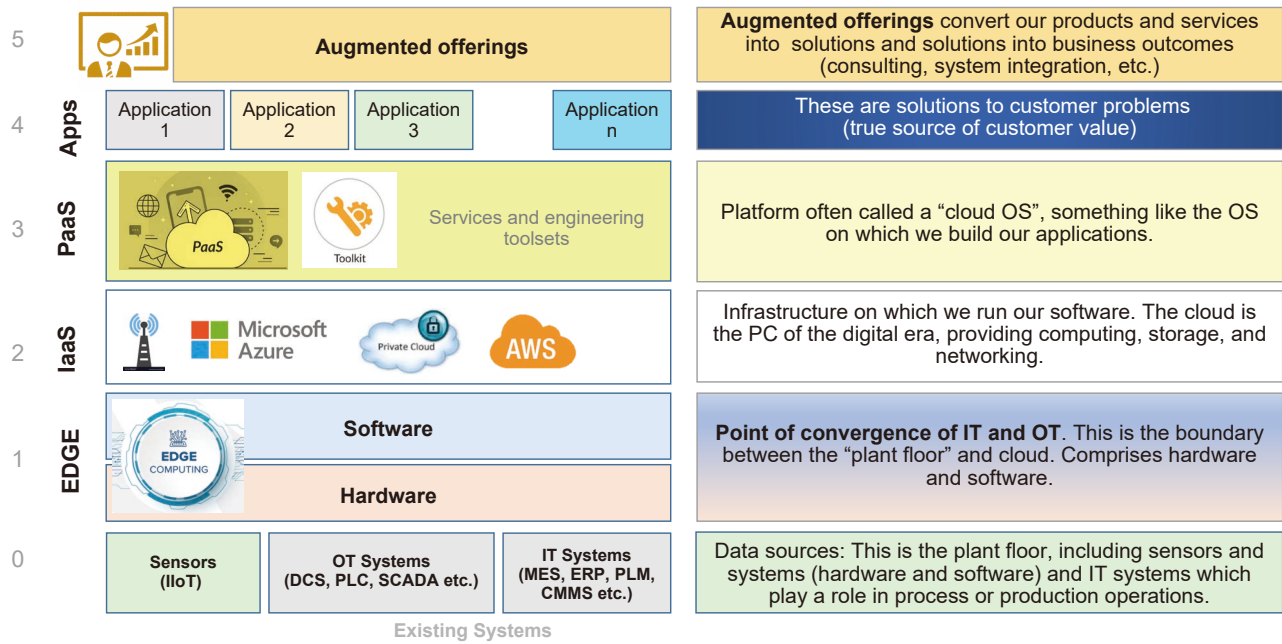 5
Augmented offerings
Augmented offerings convert our products and services
into solutions and solutions into business outcomes
(consulting, system integration, etc.)
4
Apps
Application
1
Application
2
Application
3
Application
n
These are solutions to customer problems
(true source of customer value)
3
PaaS
PaaS
Toolkit
Services and engineering
toolsets
Platform often called a “cloud OS”, something like the OS
on which we build our applications.
2
IaaS
Microsoft
Azure
Private Cloud
AWS
Infrastructure on which we run our software. The cloud is
the PC of the digital era, providing computing, storage, and
networking.
1
EDGE
EDGE
COMPUTING
Software
Hardware
Point of convergence of IT and OT. This is the boundary
between the “plant floor” and cloud. Comprises hardware
and software.
0
Sensors
(IIoT)
OT Systems
(DCS, PLC, SCADA etc.)
IT Systems
(MES, ERP, PLM,
CMMS etc.)
Data sources: This is the plant floor, including sensors and
systems (hardware and software) and IT systems which
play a role in process or production operations.
Existing Systems